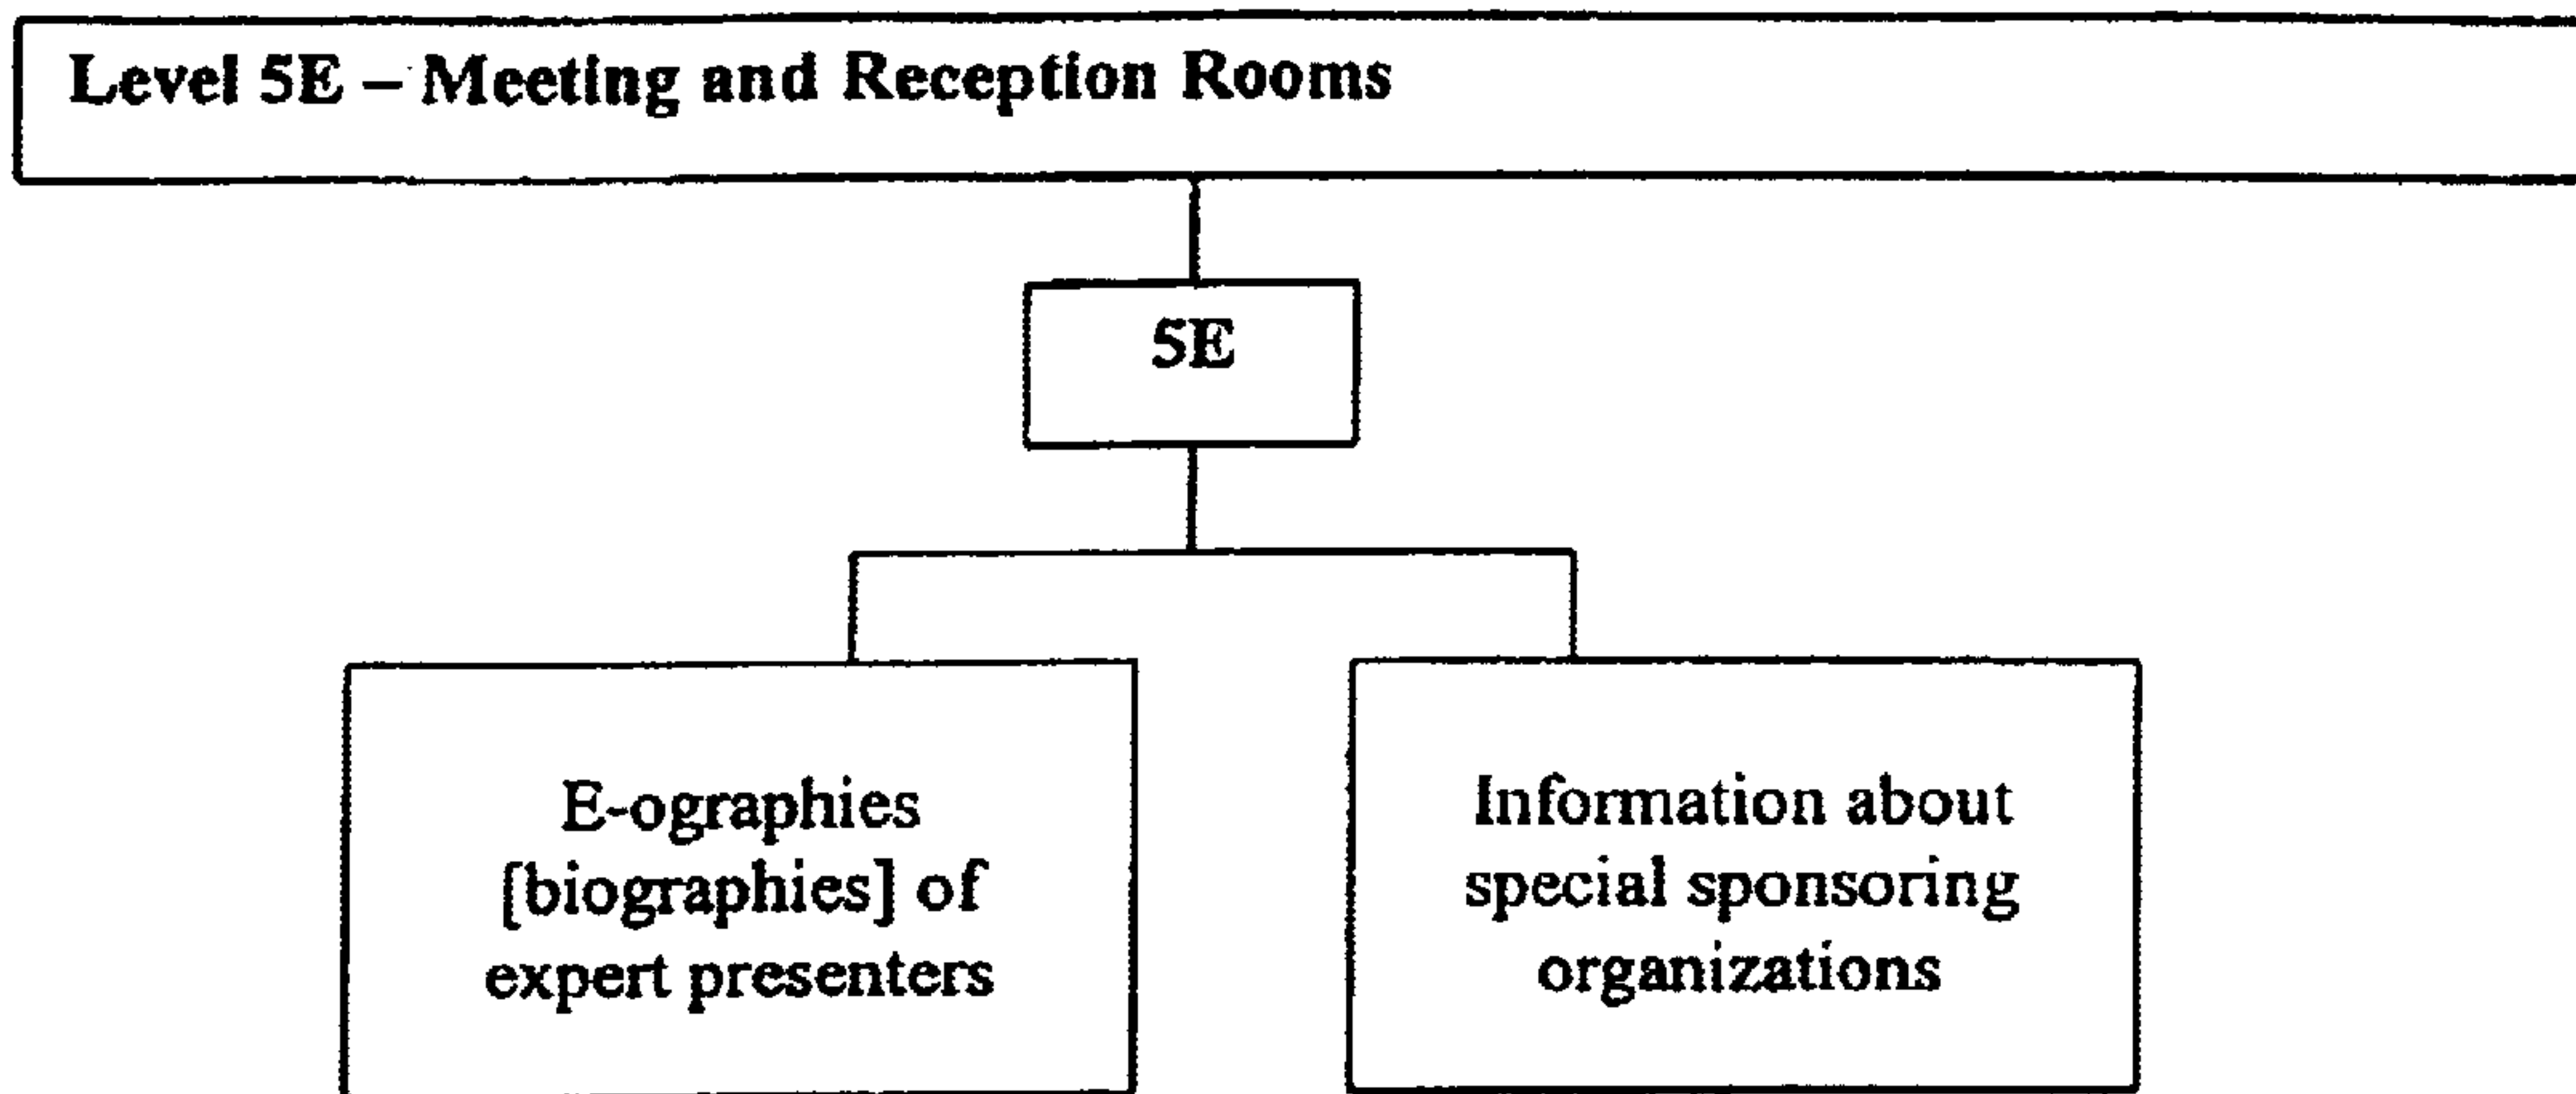 Level 5E – Meeting and Reception Rooms
5E
E-ographies
[biographies] of
expert presenters
Information about
special sponsoring
organizations